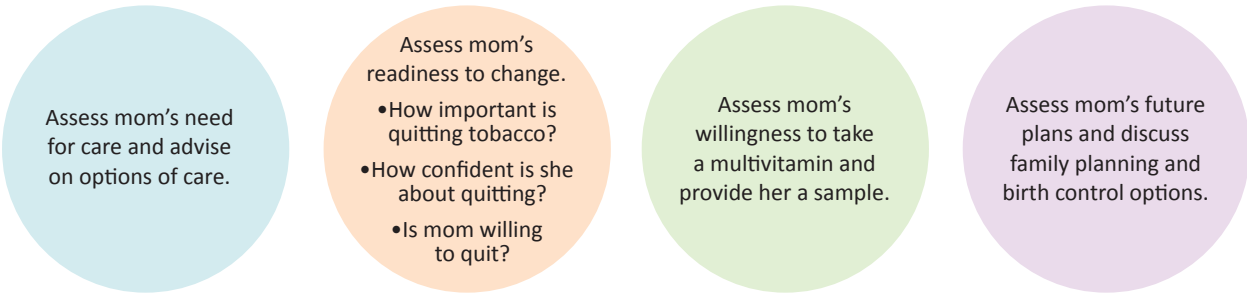 Assess mom’s need
for care and advise
on options of care.
Assess mom’s
readiness to change.
•How important is
quitting tobacco?
•How confident is she
about quitting?
•Is mom willing
to quit?
Assess mom’s
willingness to take
a multivitamin and
provide her a sample.
Assess mom’s future
plans and discuss
family planning and
birth control options.